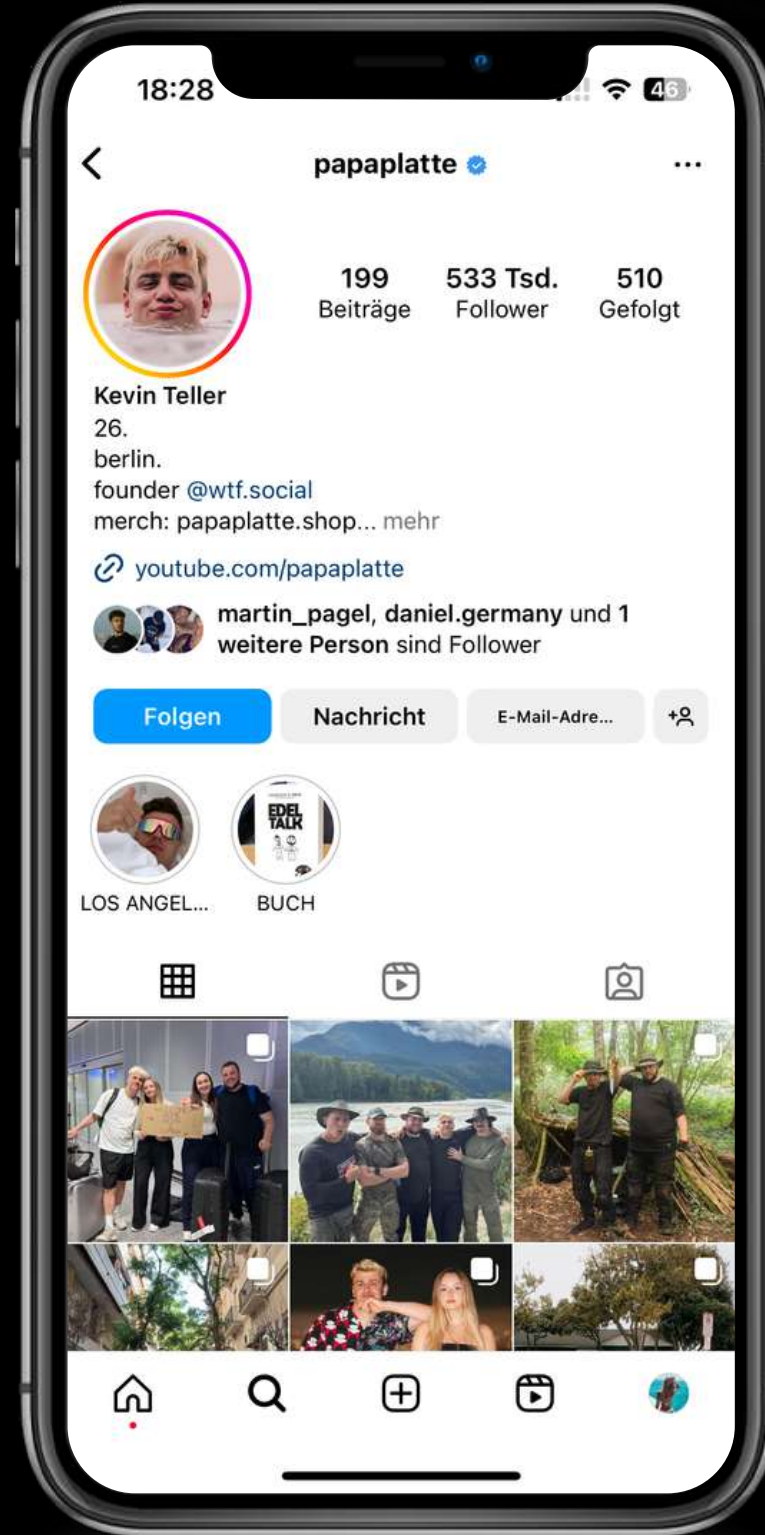 18:28
46
papaplatte
199
533 Tsd.
510
Beiträge
Follower
Gefolgt
Kevin Teller
26.
berlin.
founder @wtf.social
merch: papaplatte.shop... mehr
youtube.com/papaplatte
martin_pagel, daniel.germany und 1
weitere Person sind Follower
Folgen
Nachricht
E-Mail-Adre...
EDEL
TALK
LOS ANGEL...
BUCH